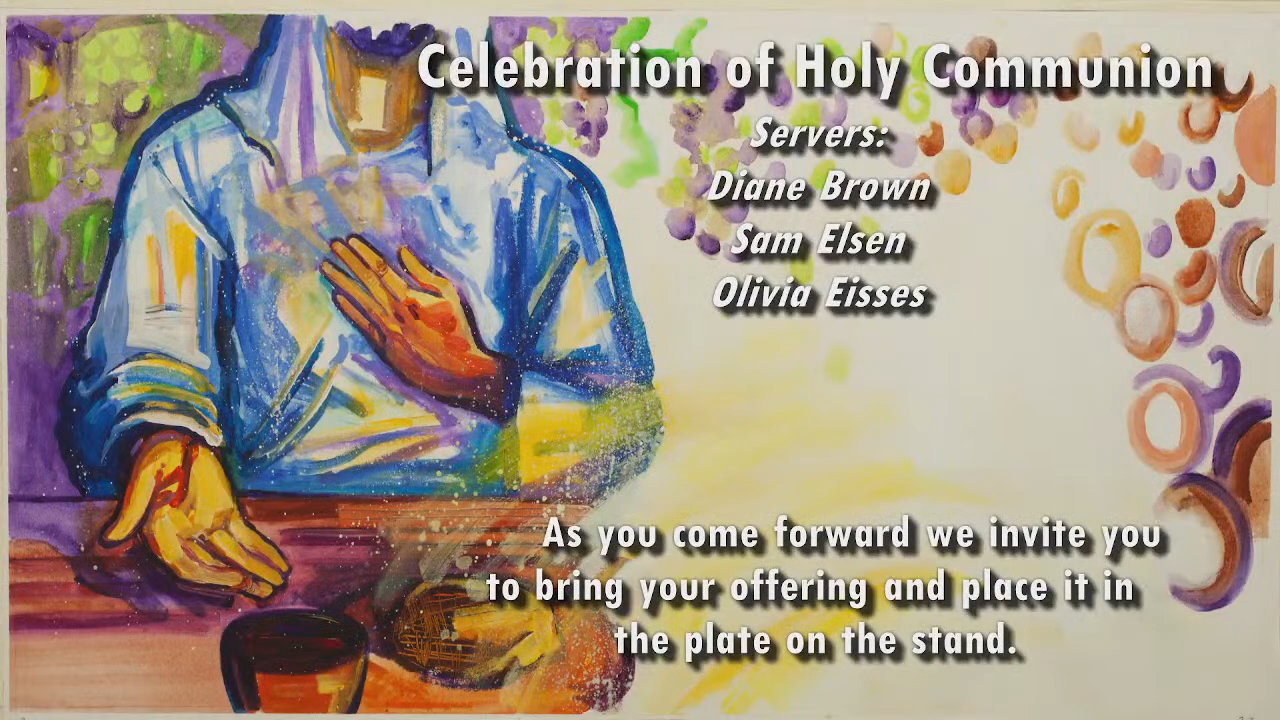 Celebration of Holy Communion
Servers:
Diane Brown
Sam Elsen
Olivia Eisses
As you come forward we invite you
to bring your offering and place it in
the plate on the stand.